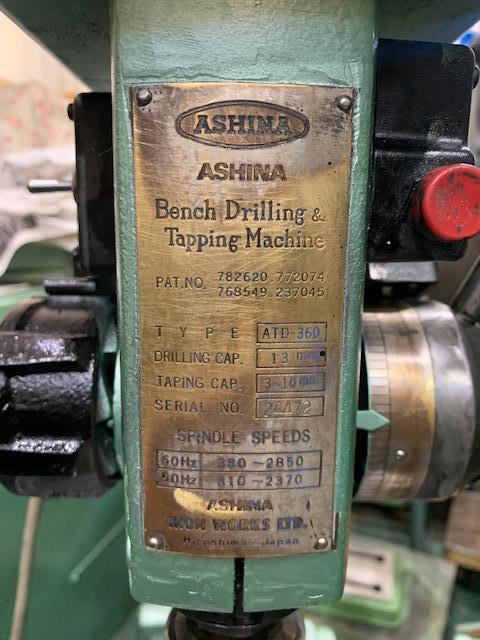 ASHINA
ASHINA
Bench Drilling &
Tapping Machine
PAT.NO. 782620.772074
768549.237045
TYPE ATD-360
DRILLING CAP. 13 mm
TAPING CAP. 3~10 mm
SERIAL NO. 24472
SPINDLE SPEEDS
60Hz 380~2850
50Hz 310~2370
ASHINA
IRON WORKS LTD.
Hiroshima Japan